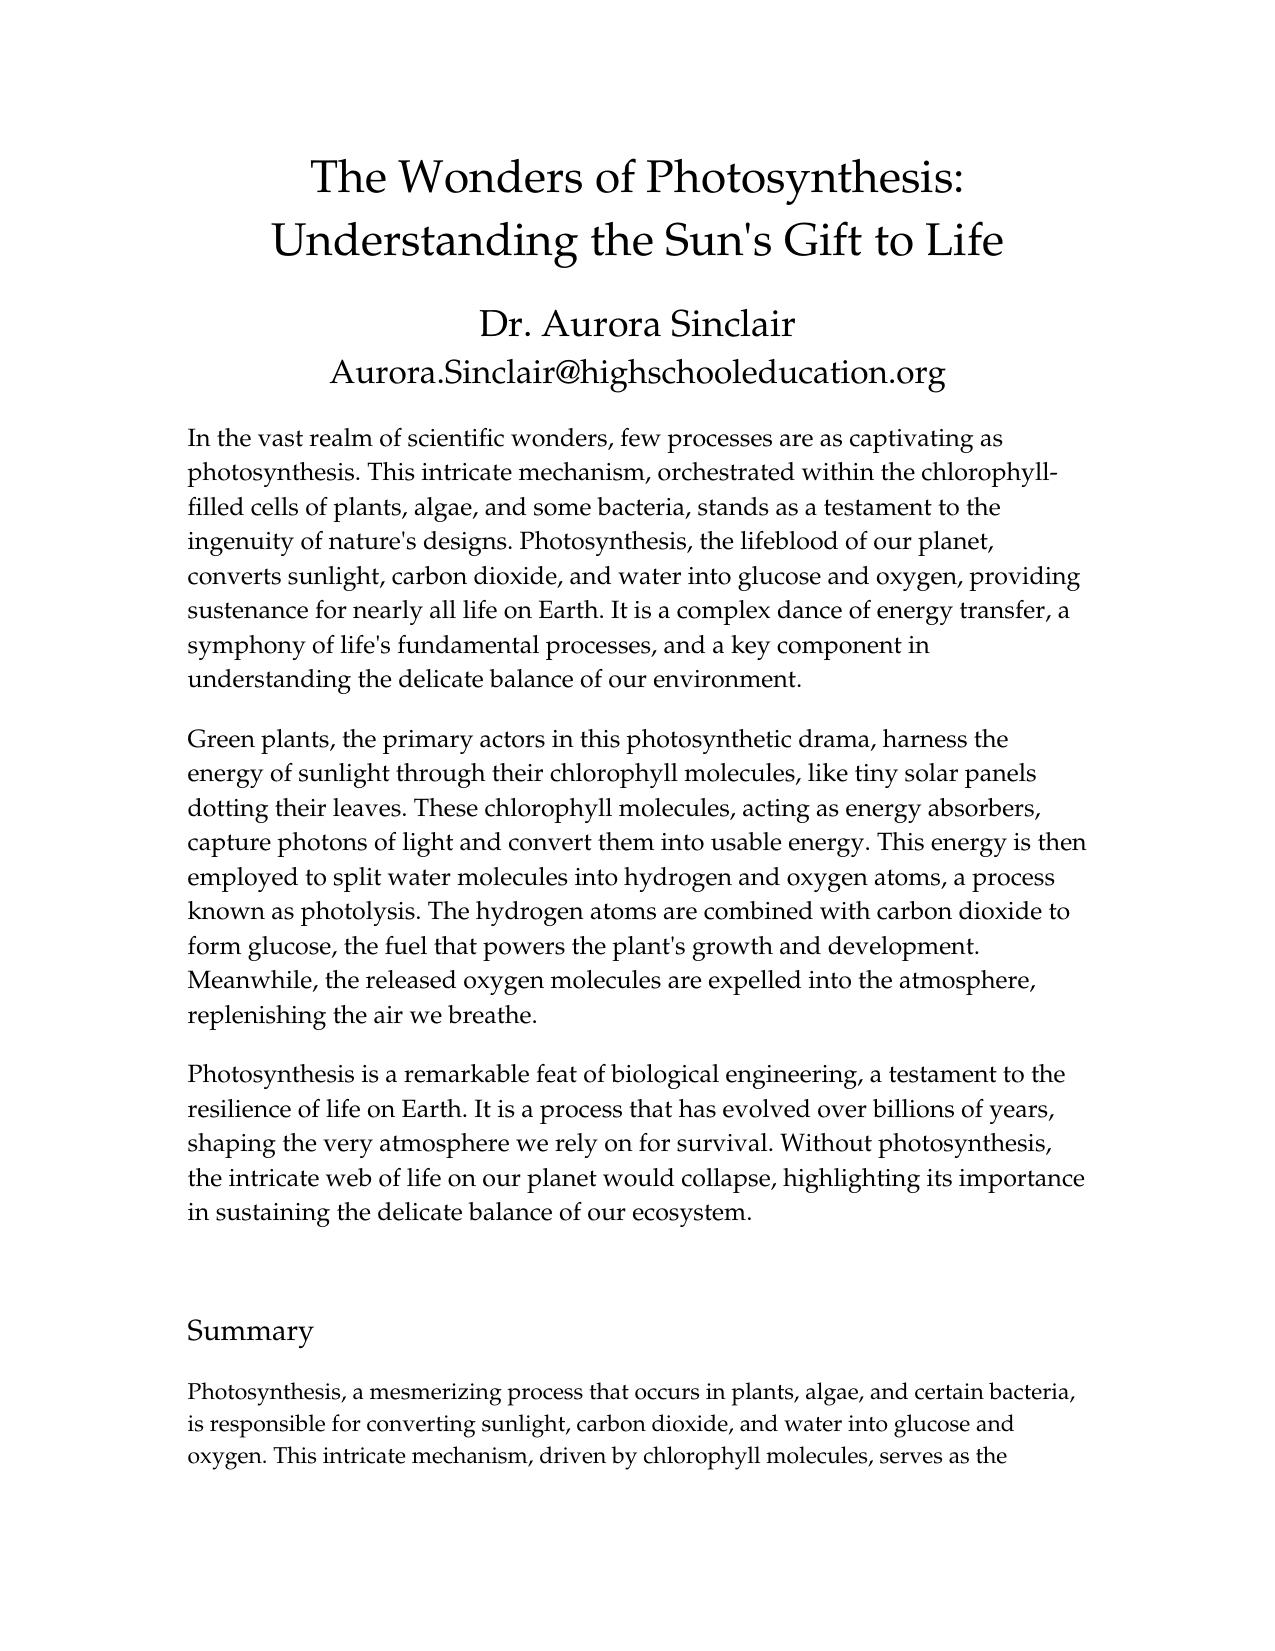 The Wonders of Photosynthesis:
Understanding the Sun's Gift to Life
Dr. Aurora Sinclair
Aurora.Sinclair@highschooleducation.org
In the vast realm of scientific wonders, few processes are as captivating as
photosynthesis. This intricate mechanism, orchestrated within the chlorophyll-
filled cells of plants, algae, and some bacteria, stands as a testament to the
ingenuity of nature's designs. Photosynthesis, the lifeblood of our planet,
converts sunlight, carbon dioxide, and water into glucose and oxygen, providing
sustenance for nearly all life on Earth. It is a complex dance of energy transfer, a
symphony of life's fundamental processes, and a key component in
understanding the delicate balance of our environment.
Green plants, the primary actors in this photosynthetic drama, harness the
energy of sunlight through their chlorophyll molecules, like tiny solar panels
dotting their leaves. These chlorophyll molecules, acting as energy absorbers,
capture photons of light and convert them into usable energy. This energy is then
employed to split water molecules into hydrogen and oxygen atoms, a process
known as photolysis. The hydrogen atoms are combined with carbon dioxide to
form glucose, the fuel that powers the plant's growth and development.
Meanwhile, the released oxygen molecules are expelled into the atmosphere,
replenishing the air we breathe.
Photosynthesis is a remarkable feat of biological engineering, a testament to the
resilience of life on Earth. It is a process that has evolved over billions of years,
shaping the very atmosphere we rely on for survival. Without photosynthesis,
the intricate web of life on our planet would collapse, highlighting its importance
in sustaining the delicate balance of our ecosystem.
Summary
Photosynthesis, a mesmerizing process that occurs in plants, algae, and certain bacteria,
is responsible for converting sunlight, carbon dioxide, and water into glucose and
oxygen. This intricate mechanism, driven by chlorophyll molecules, serves as the